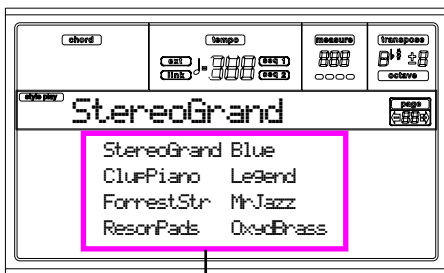 chord tempo measure transpose
ext seq 1
link seq 2
octave
style play
StereoGrand
page
StereoGrand Blue
ClubPiano Legend
ForrestStr MrJazz
ResonPads OxydBrass